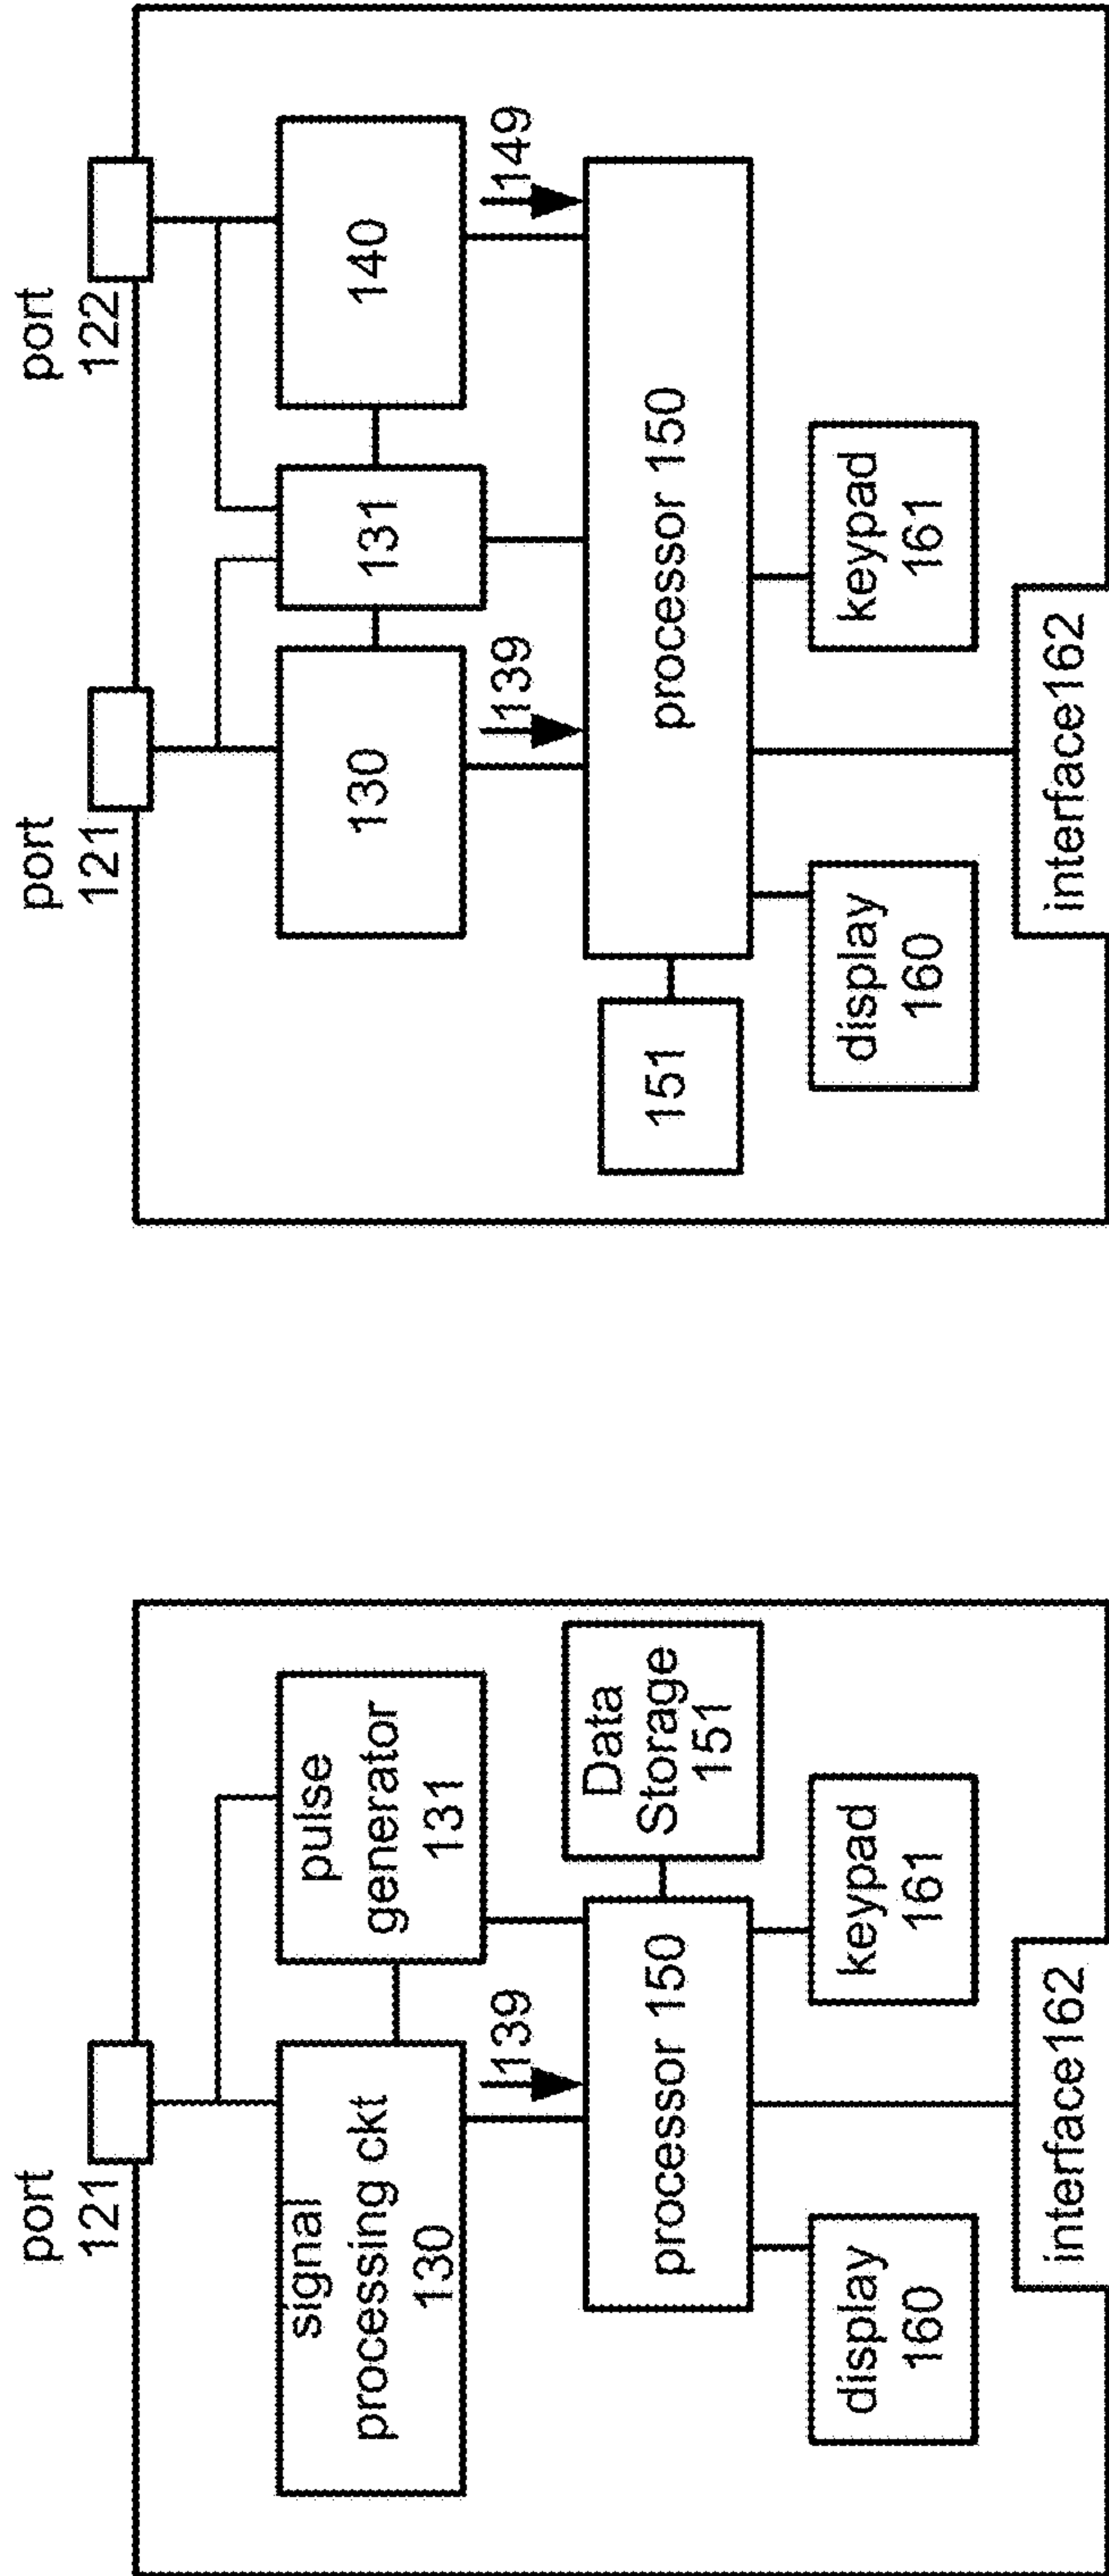 port
121
signal
processing ckt
130
pulse
generator
131
139
processor 150
Data
Storage
151
display
160
keypad
161
interface162
port
121
port
122
130
131
140
139
149
151
processor 150
display
160
keypad
161
interface162